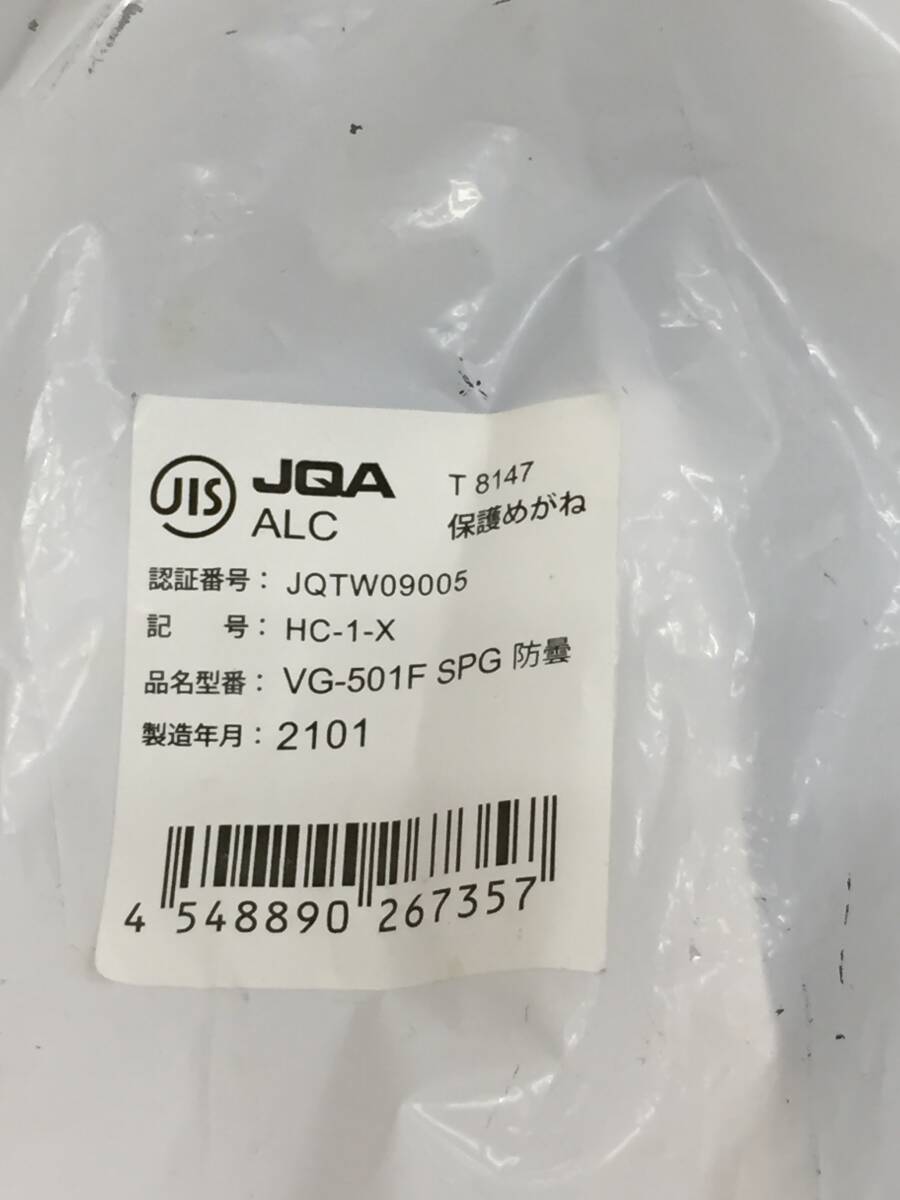 JIS JQA T 8147
ALC 保護めがね
認証番号： JQTW09005
記　号： HC-1-X
品名型番： VG-501F SPG 防曇
製造年月： 2101
4 548890 267357